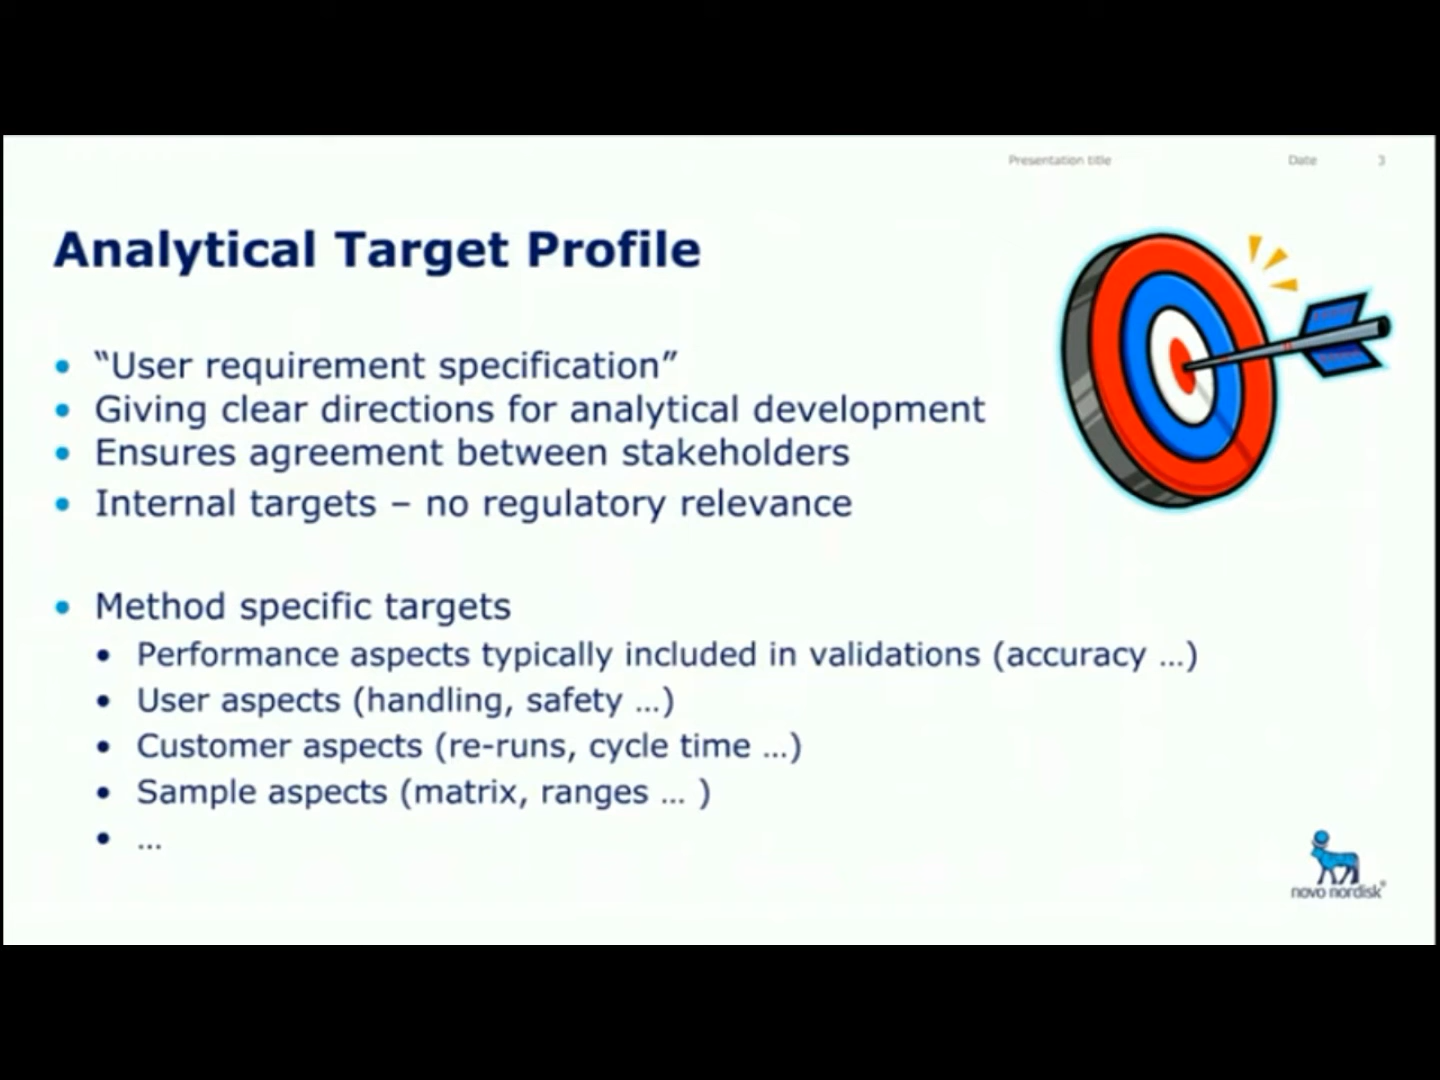 Presentation title Date 3
Analytical Target Profile
• “User requirement specification”
• Giving clear directions for analytical development
• Ensures agreement between stakeholders
• Internal targets – no regulatory relevance
• Method specific targets
• Performance aspects typically included in validations (accuracy ...)
• User aspects (handling, safety ...)
• Customer aspects (re-runs, cycle time ...)
• Sample aspects (matrix, ranges ... )
• ...
novo nordisk®